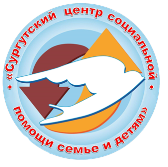 «Сургутский центр социальной
помощи семье и детям»